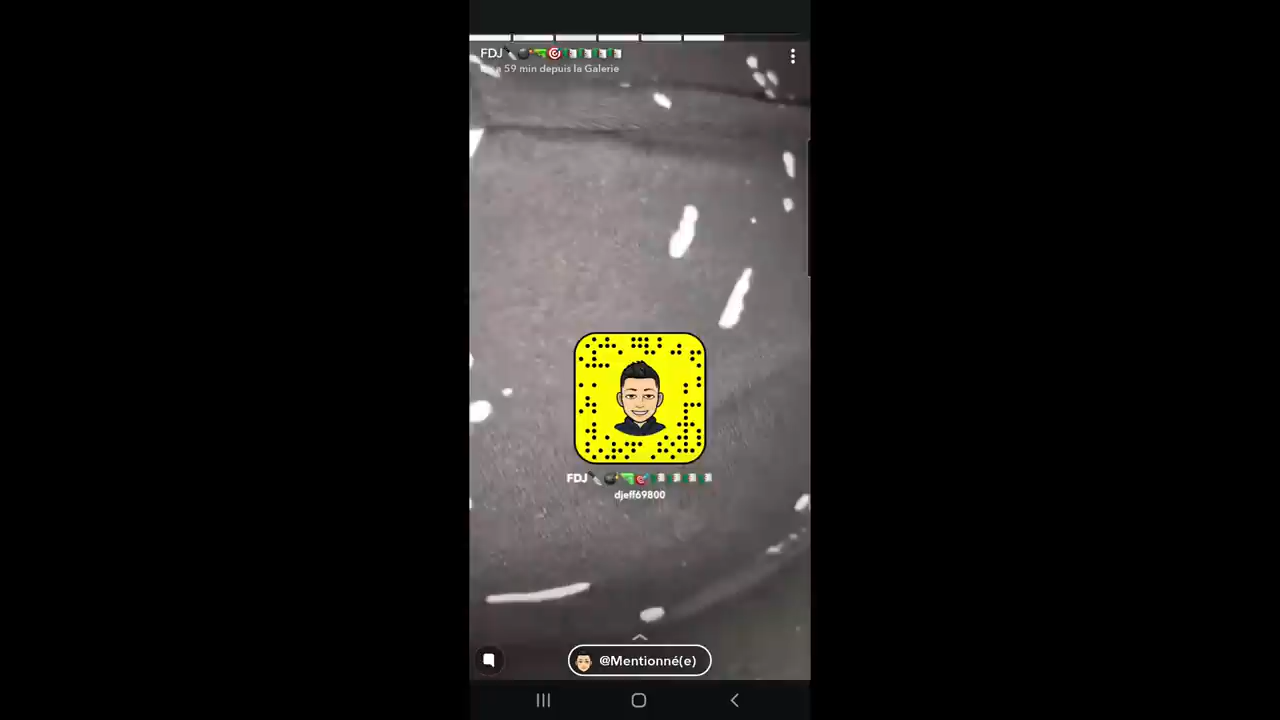 FDJ🔪💣🔫🎯🇩🇿🇩🇿🇩🇿🇩🇿
59 min depuis la Galerie
FDJ🔪💣🔫🎯🇩🇿🇩🇿🇩🇿🇩🇿
djeff69800
@Mentionné(e)